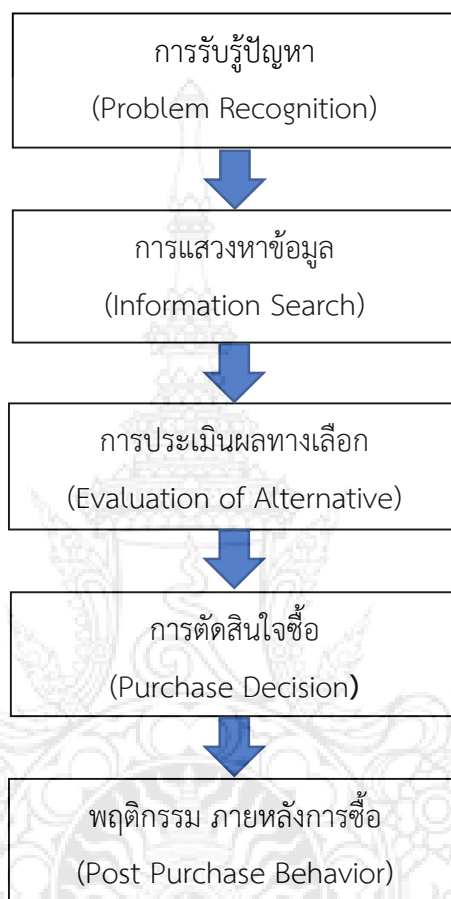 การรับรู้ปัญหา
(Problem Recognition)
การแสวงหาข้อมูล
(Information Search)
การประเมินผลทางเลือก
(Evaluation of Alternative)
การตัดสินใจซื้อ
(Purchase Decision)
พฤติกรรม ภายหลังการซื้อ
(Post Purchase Behavior)